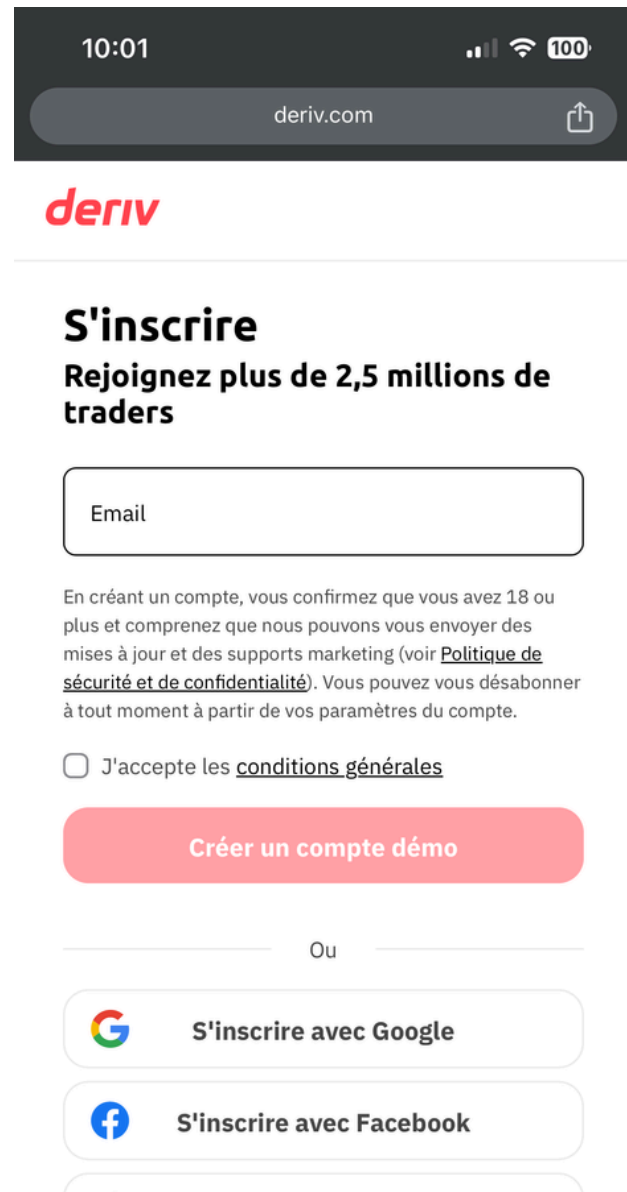 10:01
100
deriv.com
deriv
S'inscrire
Rejoignez plus de 2,5 millions de
traders
Email
En créant un compte, vous confirmez que vous avez 18 ou
plus et comprenez que nous pouvons vous envoyer des
mises à jour et des supports marketing (voir Politique de
sécurité et de confidentialité). Vous pouvez vous désabonner
à tout moment à partir de vos paramètres du compte.
J'accepte les conditions générales
Créer un compte démo
Ou
S'inscrire avec Google
S'inscrire avec Facebook